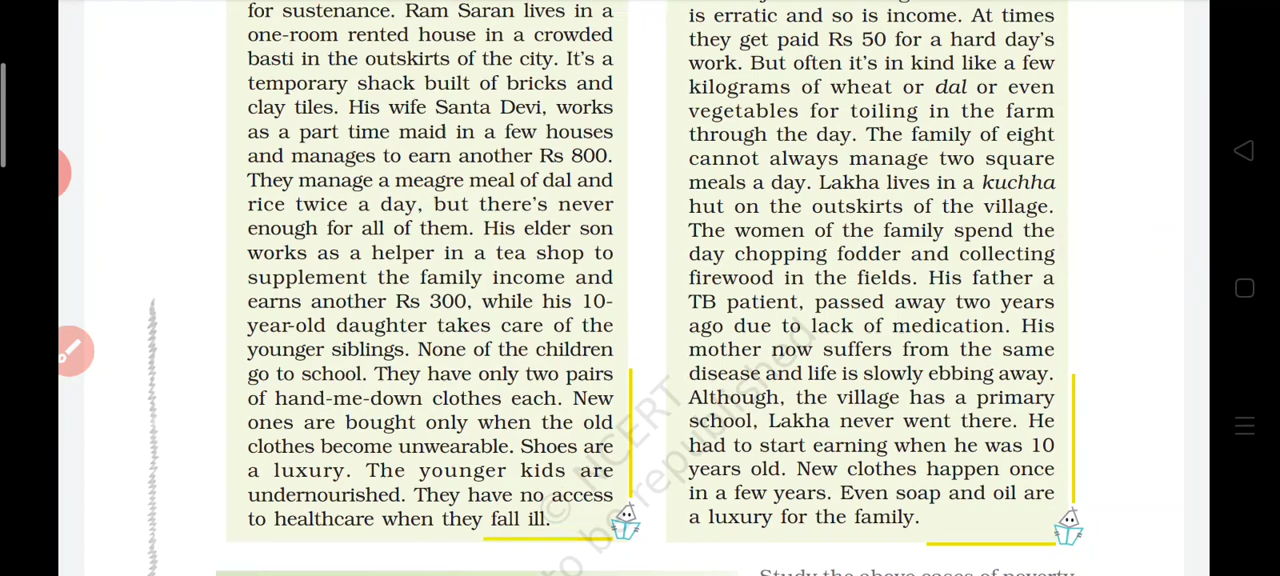 for sustenance. Ram Saran lives in a
one-room rented house in a crowded
basti in the outskirts of the city. It's a
temporary shack built of bricks and
clay tiles. His wife Santa Devi, works
as a part time maid in a few houses
and manages to earn another Rs 800.
They manage a meagre meal of dal and
rice twice a day, but there's never
enough for all of them. His elder son
works as a helper in a tea shop to
supplement the family income and
earns another Rs 300, while his 10-
year-old daughter takes care of the
younger siblings. None of the children
go to school. They have only two pairs
of hand-me-down clothes each. New
ones are bought only when the old
clothes become unwearable. Shoes are
a luxury. The younger kids are
undernourished. They have no access
to healthcare when they fall ill.
is erratic and so is income. At times
they get paid Rs 50 for a hard day's
work. But often it's in kind like a few
kilograms of wheat or dal or even
vegetables for toiling in the farm
through the day. The family of eight
cannot always manage two square
meals a day. Lakha lives in a kuchha
hut on the outskirts of the village.
The women of the family spend the
day chopping fodder and collecting
firewood in the fields. His father a
TB patient, passed away two years
ago due to lack of medication. His
mother now suffers from the same
disease and life is slowly ebbing away.
Although, the village has a primary
school, Lakha never went there. He
had to start earning when he was 10
years old. New clothes happen once
in a few years. Even soap and oil are
a luxury for the family.
Study the above cases of poverty
© NCERT
to be republished